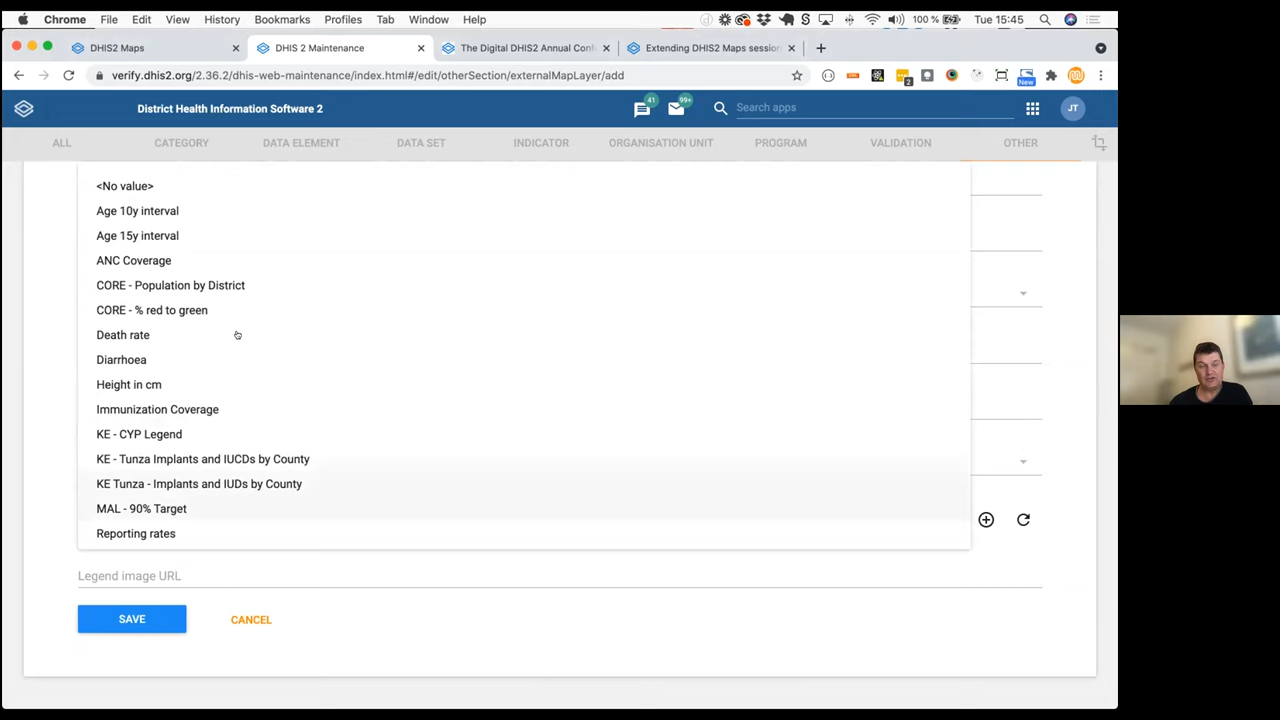 Chrome File Edit View History Bookmarks Profiles Tab Window Help 100 % Tue 15:45
DHIS2 Maps
DHIS 2 Maintenance
The Digital DHIS2 Annual Conf
Extending DHIS2 Maps session
verify.dhis2.org/2.36.2/dhis-web-maintenance/index.html#/edit/otherSection/externalMapLayer/add
2
New
District Health Information Software 2
41
99+
Search apps
JT
ALL CATEGORY DATA ELEMENT DATA SET INDICATOR ORGANISATION UNIT PROGRAM VALIDATION OTHER
<No value>
Age 10y interval
Age 15y interval
ANC Coverage
CORE - Population by District
CORE - % red to green
Death rate
Diarrhoea
Height in cm
Immunization Coverage
KE - CYP Legend
KE - Tunza Implants and IUCDs by County
KE Tunza - Implants and IUDs by County
MAL - 90% Target
Reporting rates
Legend image URL
SAVE
CANCEL